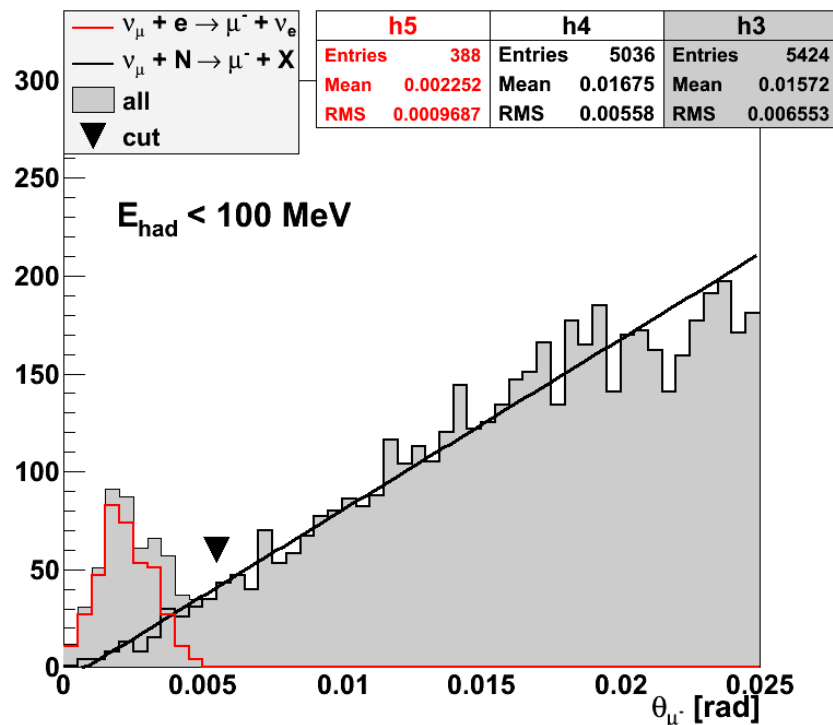 ν_μ + e → μ⁻ + ν_e
ν_μ + N → μ⁻ + X
all
cut
h5
Entries 388
Mean 0.002252
RMS 0.0009687
h4
Entries 5036
Mean 0.01675
RMS 0.00558
h3
Entries 5424
Mean 0.01572
RMS 0.006553
E_had < 100 MeV
300
250
200
150
100
50
0
0 0.005 0.01 0.015 0.02 0.025
θ_μ⁻ [rad]